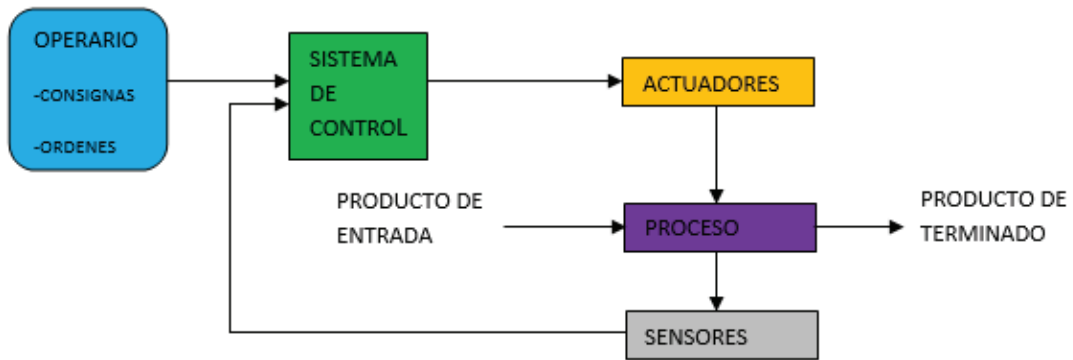 OPERARIO
-CONSIGNAS
-ORDENES
SISTEMA
DE
CONTROL
ACTUADORES
PRODUCTO DE
ENTRADA
PROCESO
PRODUCTO DE
TERMINADO
SENSORES